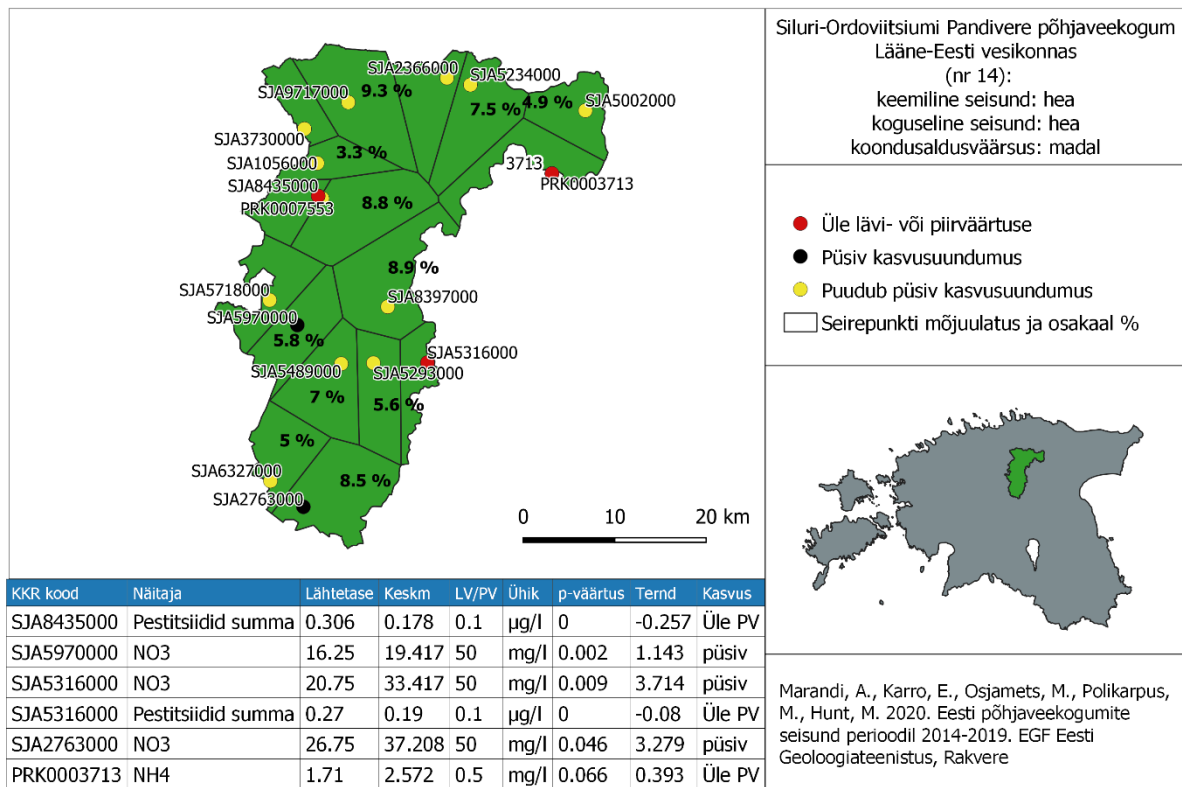 SJA2366000
SJA5234000
SJA9717000
9.3 %
7.5 %
4.9 %
SJA5002000
SJA3730000
3.3 %
SJA1056000
3713
PRK0003713
SJA8435000
PRK0007553
8.8 %
8.9 %
SJA5718000
SJA8397000
SJA5970000
5.8 %
SJA5316000
SJA5489000
SJA5293000
7 %
5.6 %
5 %
SJA6327000
8.5 %
SJA2763000
0 10 20 km
Siluri-Ordoviitsiumi Pandivere põhjaveekogum
Lääne-Eesti vesikonnas
(nr 14):
keemiline seisund: hea
koguseline seisund: hea
koondusaldusväärsus: madal
Üle lävi- või piirväärtuse
Püsiv kasvusuundumus
Puudub püsiv kasvusuundumus
Seirepunkti mõjuulatus ja osakaal %
KKR kood Näitaja Lähtetase Keskm LV/PV Ühik p-väärtus Ternd Kasvus
SJA8435000 Pestitsiidid summa 0.306 0.178 0.1 µg/l 0 -0.257 Üle PV
SJA5970000 NO3 16.25 19.417 50 mg/l 0.002 1.143 püsiv
SJA5316000 NO3 20.75 33.417 50 mg/l 0.009 3.714 püsiv
SJA5316000 Pestitsiidid summa 0.27 0.19 0.1 µg/l 0 -0.08 Üle PV
SJA2763000 NO3 26.75 37.208 50 mg/l 0.046 3.279 püsiv
PRK0003713 NH4 1.71 2.572 0.5 mg/l 0.066 0.393 Üle PV
Marandi, A., Karro, E., Osjamets, M., Polikarpus,
M., Hunt, M. 2020. Eesti põhjaveekogumite
seisund perioodil 2014-2019. EGF Eesti
Geoloogiateenistus, Rakvere